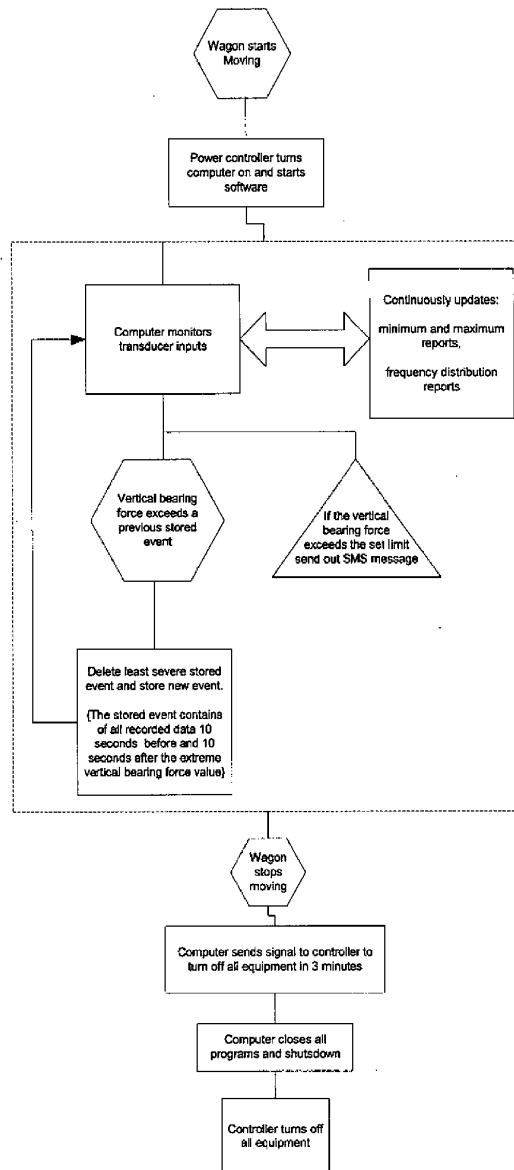 Wagon starts
Moving
Power controller turns
computer on and starts
software
Computer monitors
transducer inputs
Continuously updates:
minimum and maximum
reports,
frequency distribution
reports
Vertical bearing
force exceeds a
previous stored
event
If the vertical
bearing force
exceeds the set limit
send out SMS message
Delete least severe stored
event and store new event.
{The stored event contains
of all recorded data 10
seconds before and 10
seconds after the extreme
vertical bearing force value}
Wagon
stops
moving
Computer sends signal to controller to
turn off all equipment in 3 minutes
Computer closes all
programs and shutdown
Controller turns off
all equipment